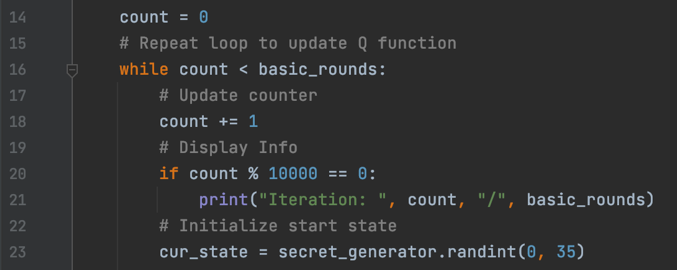 14 count = 0
15 # Repeat loop to update Q function
16 while count < basic_rounds:
17 # Update counter
18 count += 1
19 # Display Info
20 if count % 10000 == 0:
21 print("Iteration: ", count, "/", basic_rounds)
22 # Initialize start state
23 cur_state = secret_generator.randint(0, 35)